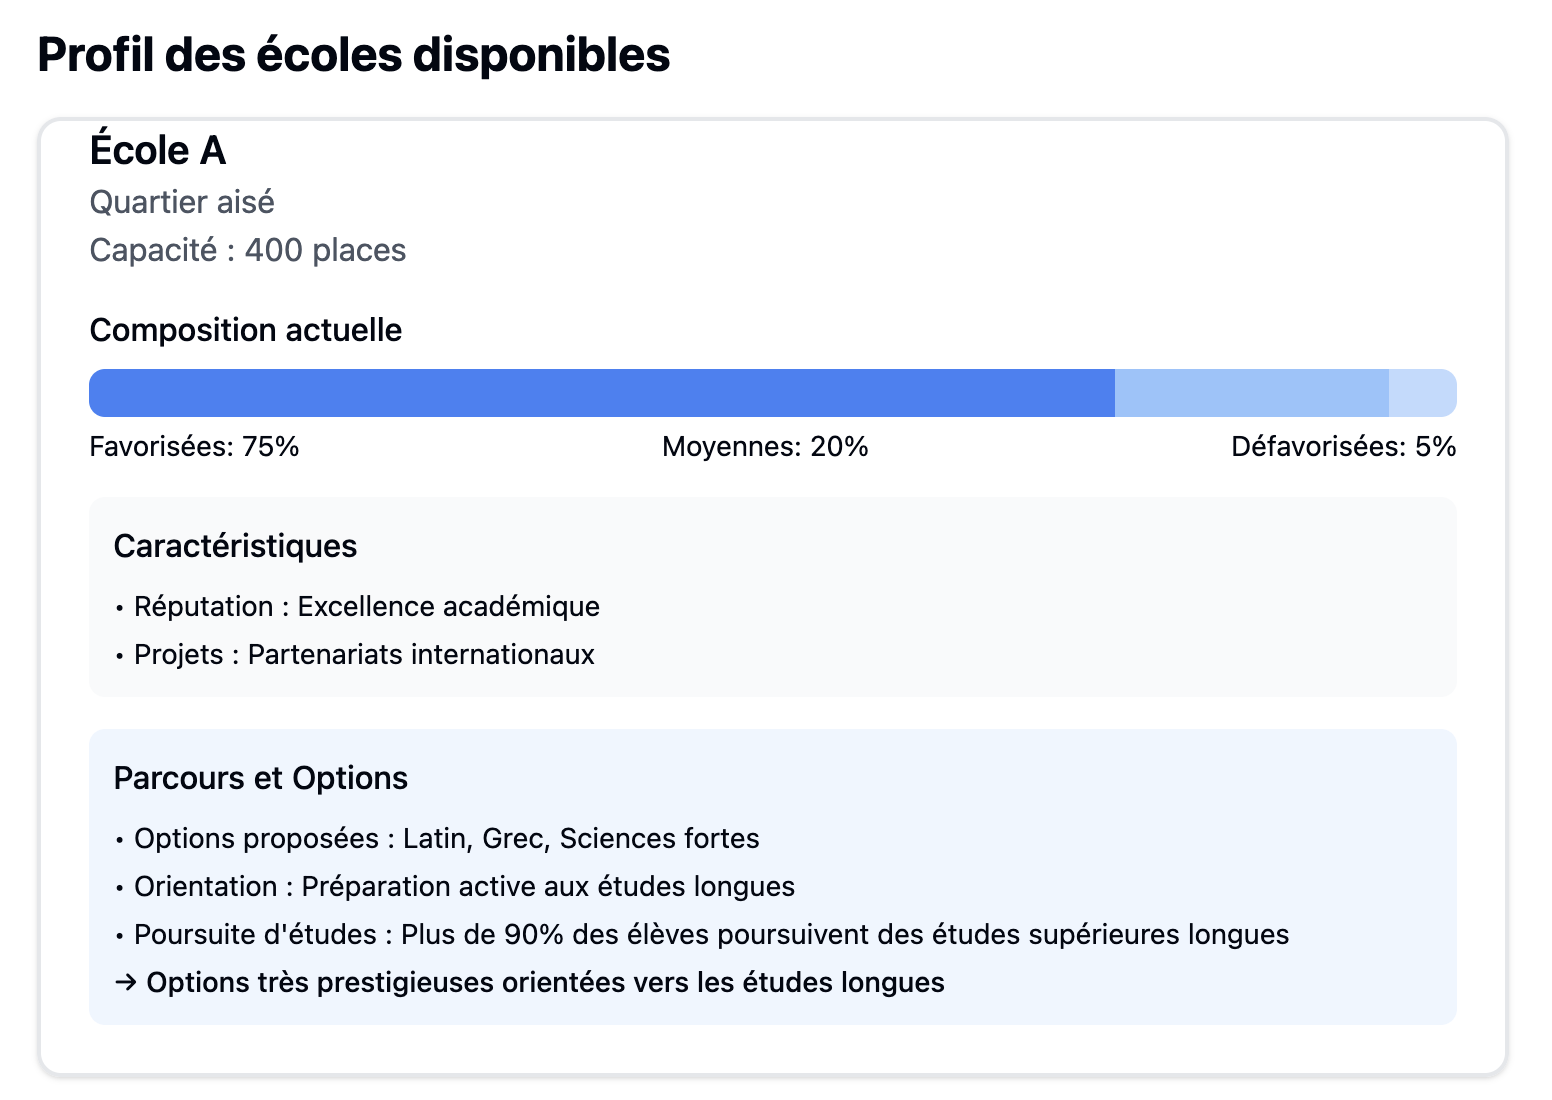 Profil des écoles disponibles
École A
Quartier aisé
Capacité : 400 places
Composition actuelle
Favorisées: 75% Moyennes: 20% Défavorisées: 5%
Caractéristiques
• Réputation : Excellence académique
• Projets : Partenariats internationaux
Parcours et Options
• Options proposées : Latin, Grec, Sciences fortes
• Orientation : Préparation active aux études longues
• Poursuite d'études : Plus de 90% des élèves poursuivent des études supérieures longues
→ Options très prestigieuses orientées vers les études longues